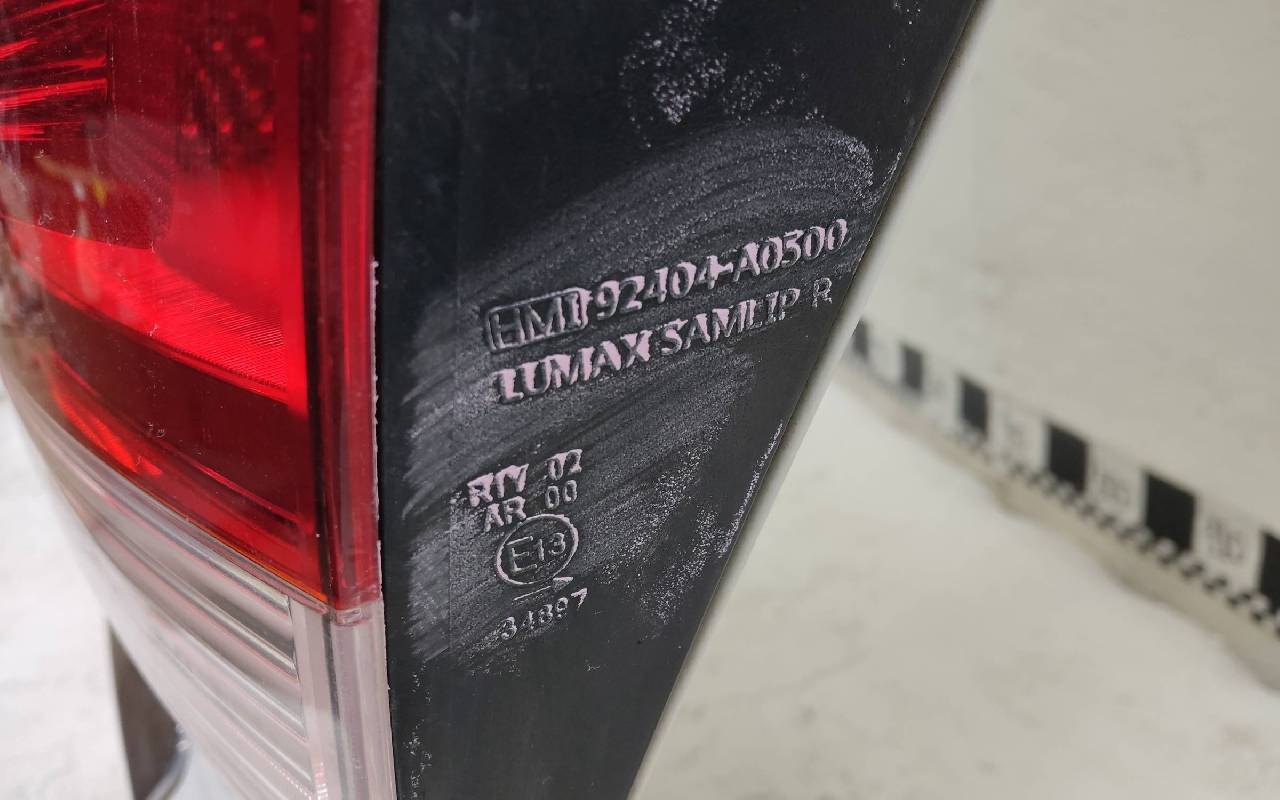 HMI 92404-A0500
LUMAX SAMLIP R
RTY 02
AR 00
E13
34897